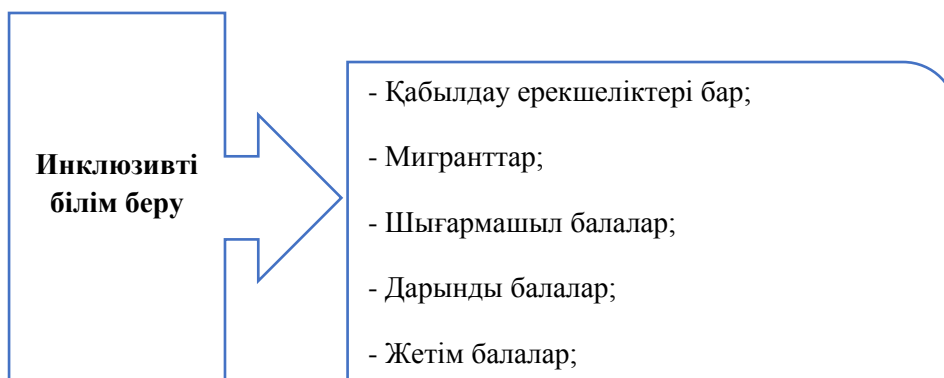 Инклюзивті
білім беру
- Қабылдау ерекшеліктері бар;
- Мигранттар;
- Шығармашыл балалар;
- Дарынды балалар;
- Жетім балалар;